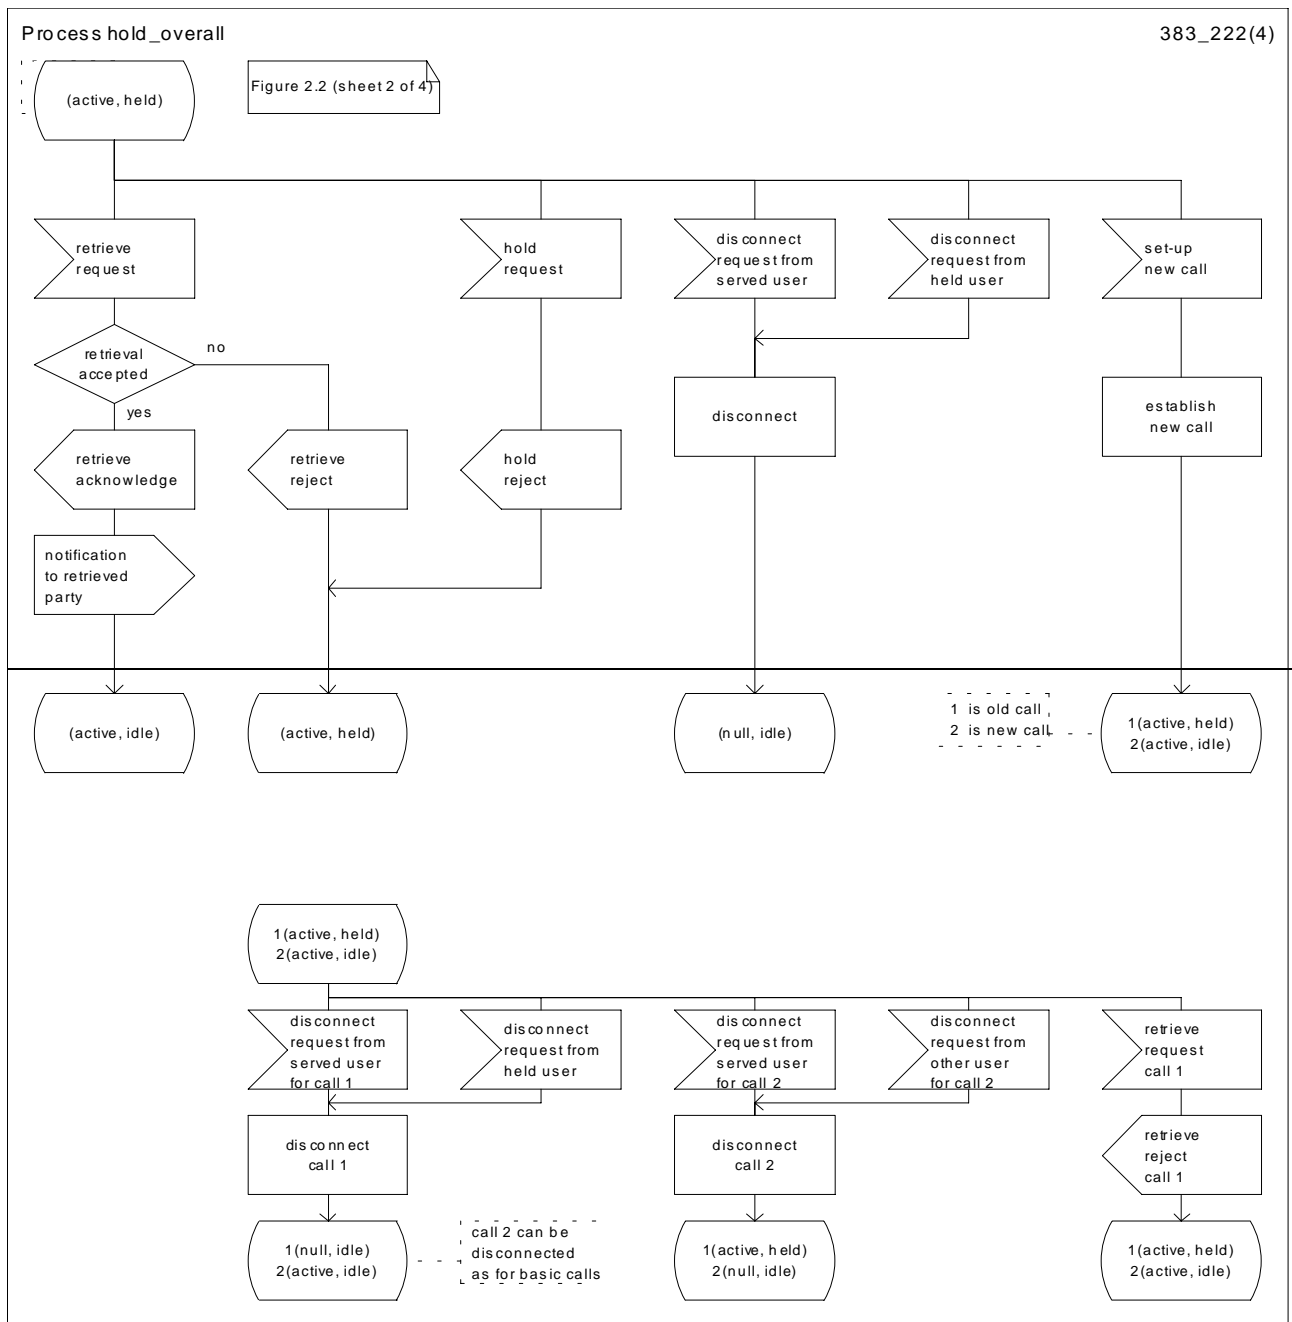 Process hold_overall
383_222(4)
(active, held)
Figure 2.2 (sheet 2 of 4)
retrieve
request
hold
request
disconnect
request from
served user
disconnect
request from
held user
set-up
new call
retrieval
accepted
no
yes
disconnect
establish
new call
retrieve
acknowledge
retrieve
reject
hold
reject
notification
to retrieved
party
(active, idle)
(active, held)
(null, idle)
1 is old call
2 is new call
1(active, held)
2(active, idle)
1(active, held)
2(active, idle)
disconnect
request from
served user
for call 1
disconnect
request from
held user
disconnect
request from
served user
for call 2
disconnect
request from
other user
for call 2
retrieve
request
call 1
disconnect
call 1
disconnect
call 2
retrieve
reject
call 1
1(null, idle)
2(active, idle)
call 2 can be
disconnected
as for basic calls
1(active, held)
2(null, idle)
1(active, held)
2(active, idle)